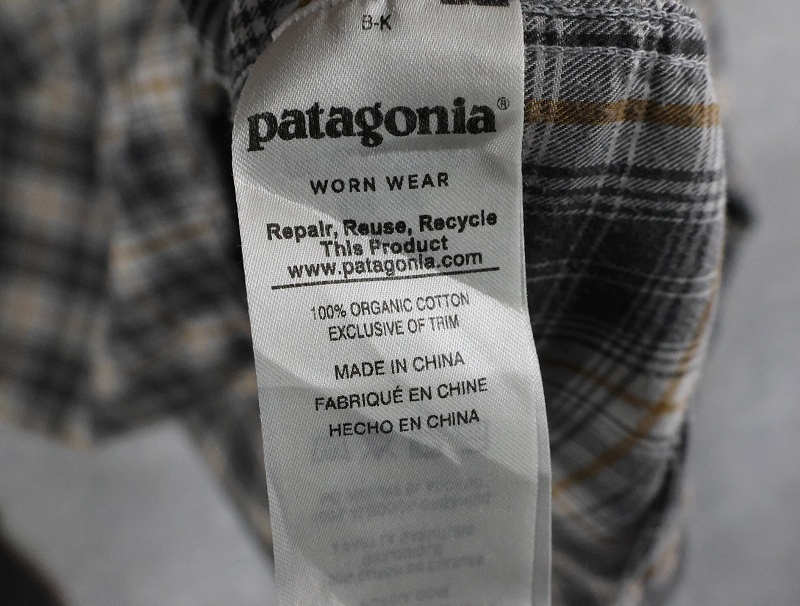 B-K
patagonia®
WORN WEAR
Repair, Reuse, Recycle
This Product
www.patagonia.com
100% ORGANIC COTTON
EXCLUSIVE OF TRIM
MADE IN CHINA
FABRIQUÉ EN CHINE
HECHO EN CHINA